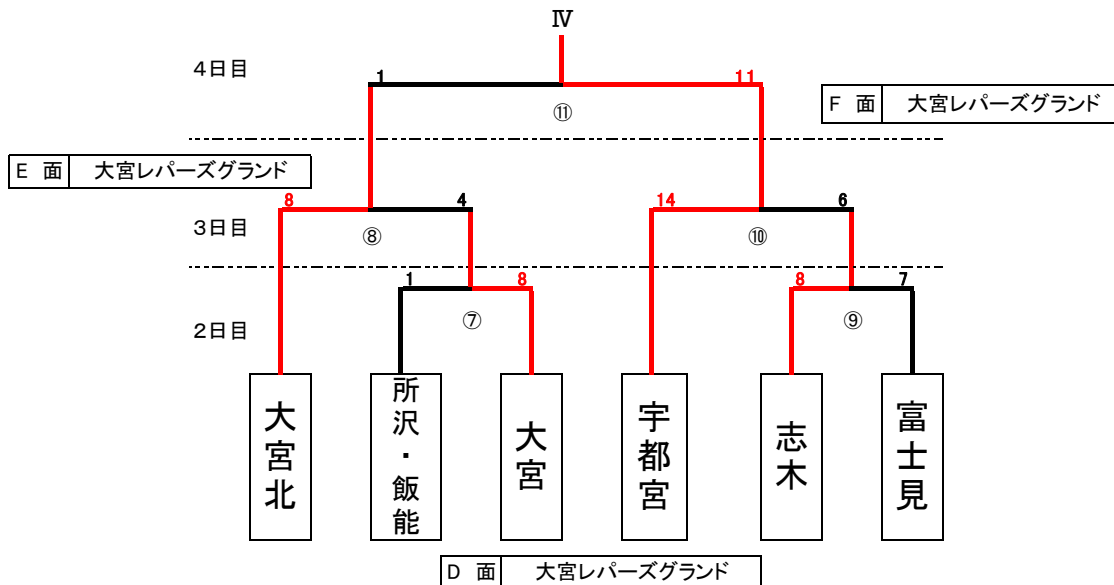 Ⅳ
4日目
1
11
⑪
F 面 大宮レパーズグランド
E 面 大宮レパーズグランド
8
4
14
6
3日目
⑧
⑩
1
8
8
7
2日目
⑦
⑨
大宮北
所沢・飯能
大宮
宇都宮
志木
富士見
D 面 大宮レパーズグランド